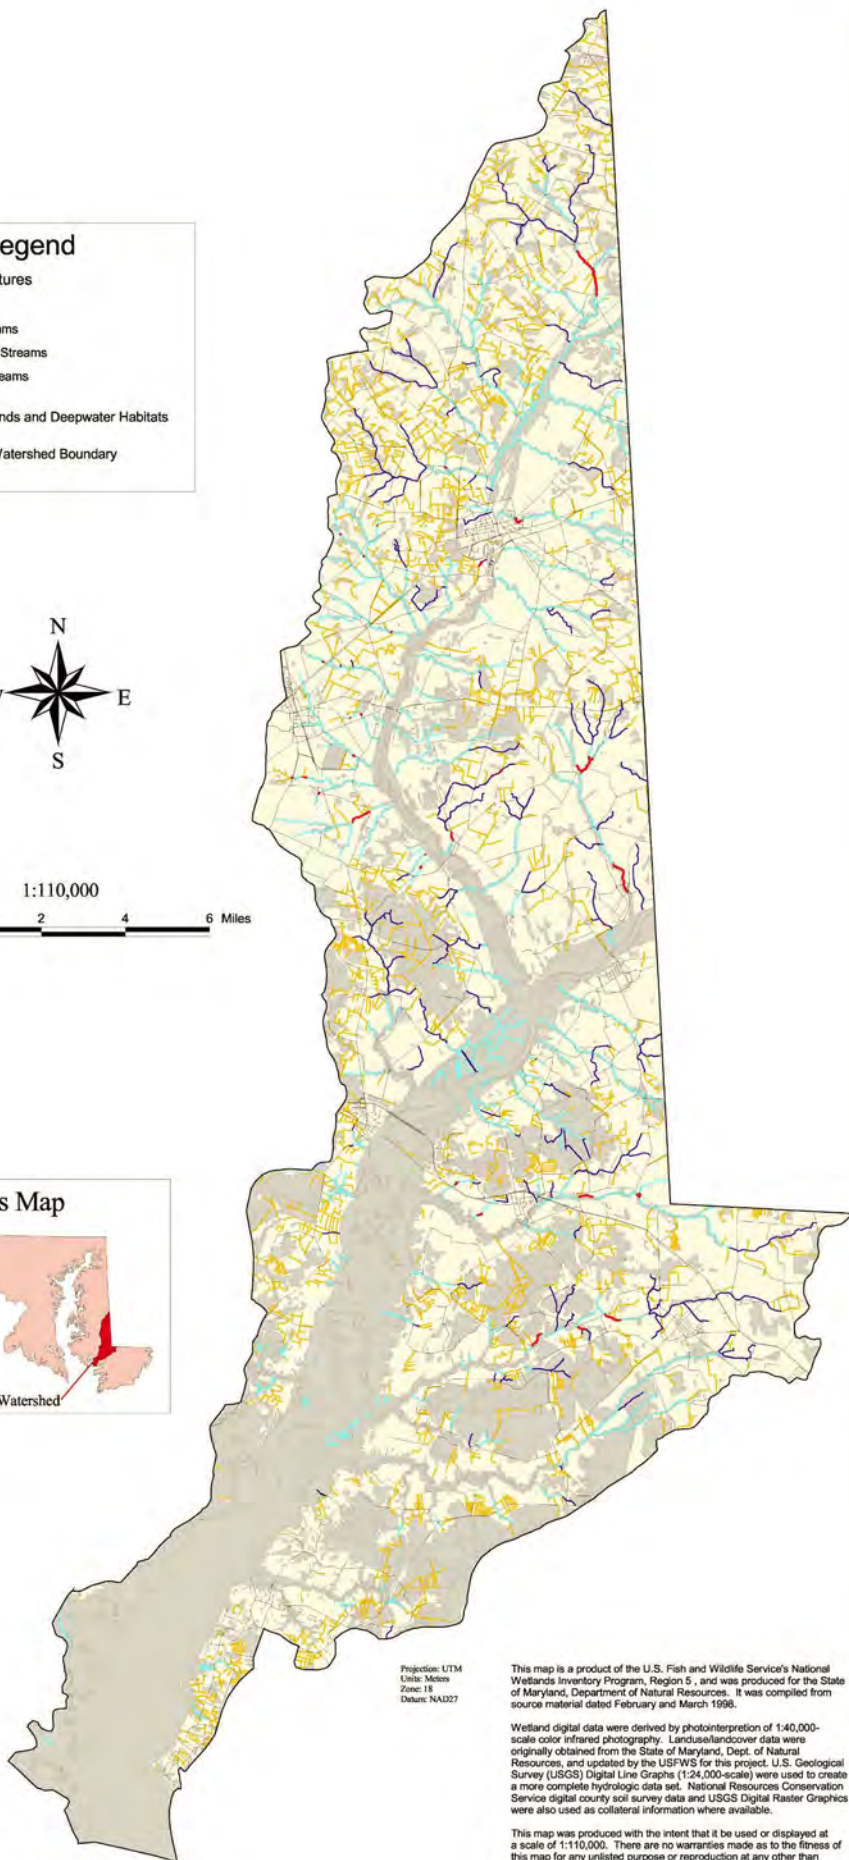 egend
tures
ms
Streams
eams
nds and Deepwater Habitats
Watershed Boundary
N
E
S
1:110,000
2 4 6 Miles
s Map
Watershed
Projection: UTM
Units: Meters
Zone: 18
Datum: NAD27
This map is a product of the U.S. Fish and Wildlife Service's National
Wetlands Inventory Program, Region 5 , and was produced for the State
of Maryland, Department of Natural Resources. It was compiled from
source material dated February and March 1998.
Wetland digital data were derived by photointerpretation of 1:40,000-
scale color infrared photography. Landuse/landcover data were
originally obtained from the State of Maryland, Dept. of Natural
Resources, and updated by the USFWS for this project. U.S. Geological
Survey (USGS) Digital Line Graphs (1:24,000-scale) were used to create
a more complete hydrologic data set. National Resources Conservation
Service digital county soil survey data and USGS Digital Raster Graphics
were also used as collateral information where available.
This map was produced with the intent that it be used or displayed at
a scale of 1:110,000. There are no warranties made as to the fitness of
this map for any unlisted purpose or reproduction at any other than